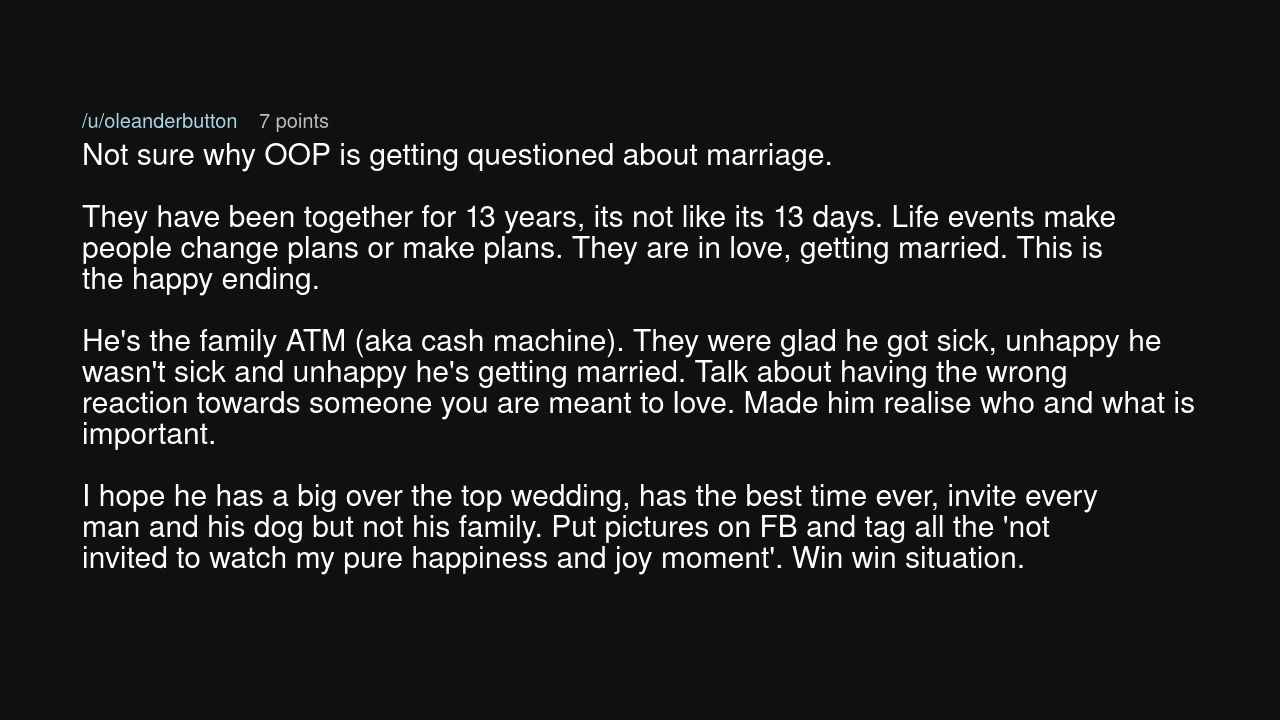 /u/oleanderbutton 7 points
Not sure why OOP is getting questioned about marriage.
They have been together for 13 years, its not like its 13 days. Life events make
people change plans or make plans. They are in love, getting married. This is
the happy ending.
He's the family ATM (aka cash machine). They were glad he got sick, unhappy he
wasn't sick and unhappy he's getting married. Talk about having the wrong
reaction towards someone you are meant to love. Made him realise who and what is
important.
I hope he has a big over the top wedding, has the best time ever, invite every
man and his dog but not his family. Put pictures on FB and tag all the 'not
invited to watch my pure happiness and joy moment'. Win win situation.